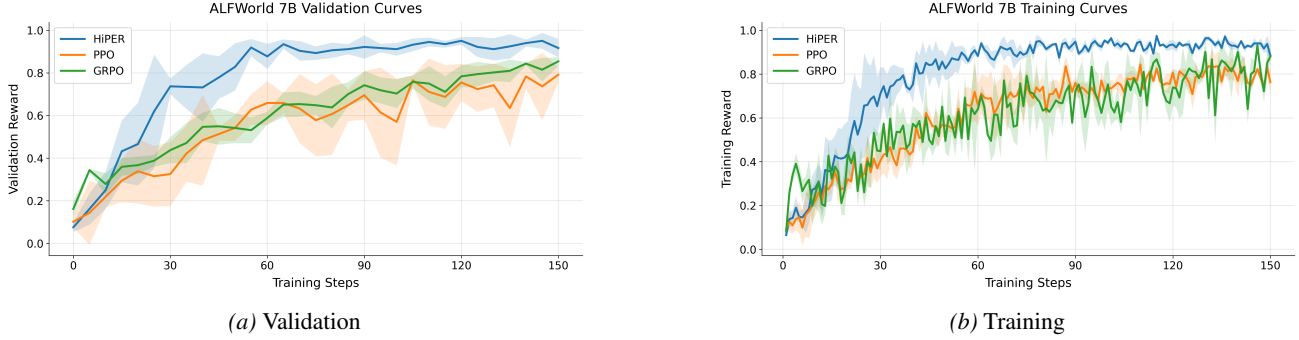 ALFWorld 7B Validation Curves
HiPER
PPO
GRPO
1.0
0.8
0.6
0.4
0.2
0.0
Validation Reward
0
30
60
90
120
150
Training Steps
(a) Validation
ALFWorld 7B Training Curves
HiPER
PPO
GRPO
1.0
0.8
0.6
0.4
0.2
0.0
Training Reward
0
30
60
90
120
150
Training Steps
(b) Training